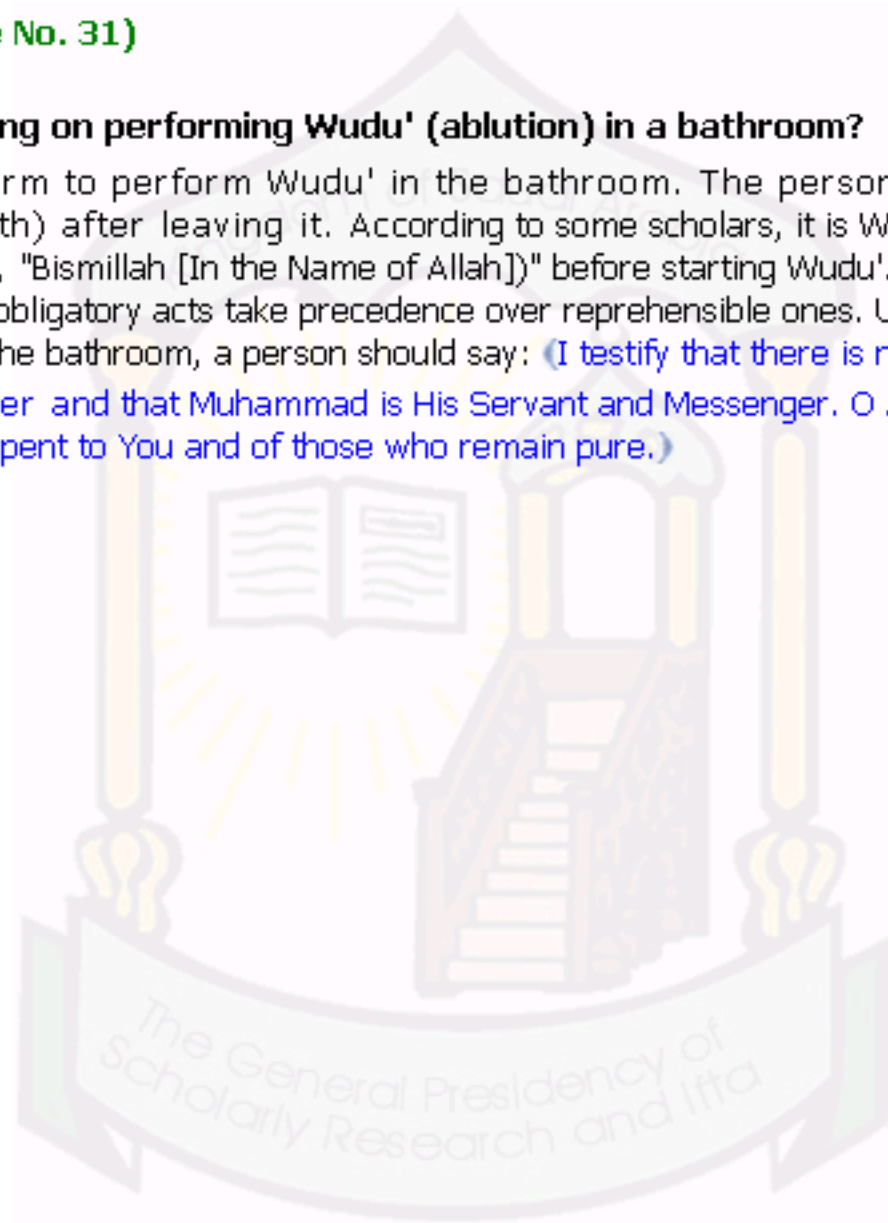 e No. 31)
ng on performing Wudu' (ablution) in a bathroom?
rm to perform Wudu' in the bathroom. The person
th) after leaving it. According to some scholars, it is W
, "Bismillah [In the Name of Allah])" before starting Wudu'.
obligatory acts take precedence over reprehensible ones. U
he bathroom, a person should say: (I testify that there is n
er and that Muhammad is His Servant and Messenger. O
pent to You and of those who remain pure.)
Kingdom of Saudi Arabia
The General Presidency of
Scholarly Research and Ifta